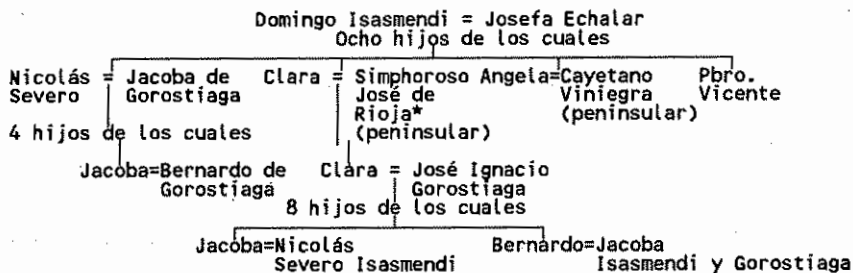 Domingo Isasmendi = Josefa Echalar
Ocho hijos de los cuales
Nicolás = Jacoba de Clara = Simphoroso Angela=Cayetano Pbro.
Severo Gorostiaga José de Viniegra Vicente
Rioja* (peninsular)
4 hijos de los cuales (peninsular)
Jacoba=Bernardo de Clara = José Ignacio
Gorostiaga Gorostiaga
8 hijos de los cuales
Jacoba=Nicolás Bernardo=Jacoba
Severo Isasmendi Isasmendi y Gorostiaga